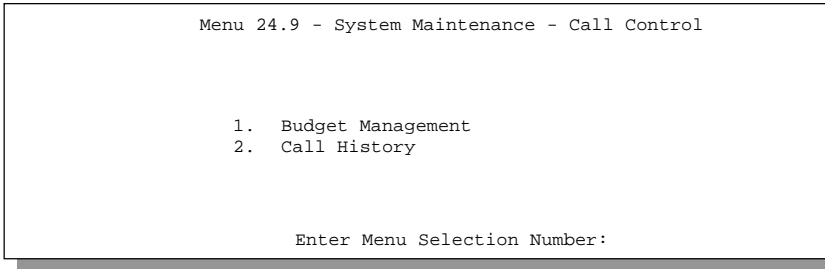 Menu 24.9 - System Maintenance - Call Control
1. Budget Management
2. Call History
Enter Menu Selection Number: